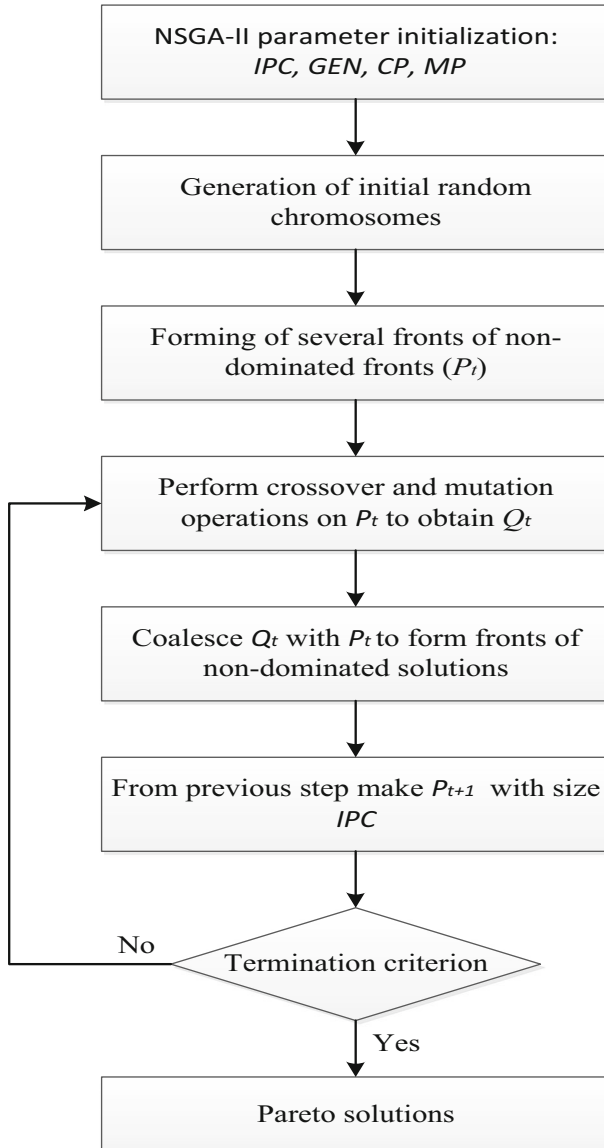 NSGA-II parameter initialization:
IPC, GEN, CP, MP
Generation of initial random
chromosomes
Forming of several fronts of non-
dominated fronts (Pt)
Perform crossover and mutation
operations on Pt to obtain Qt
Coalesce Qt with Pt to form fronts of
non-dominated solutions
From previous step make Pt+1 with size
IPC
No
Termination criterion
Yes
Pareto solutions